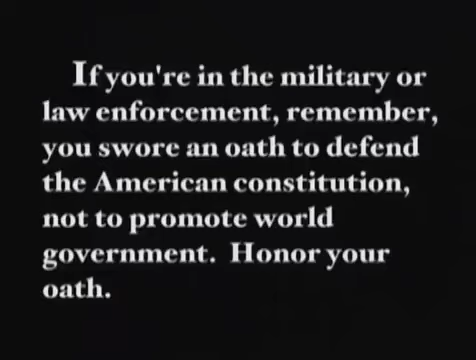 If you're in the military or
law enforcement, remember,
you swore an oath to defend
the American constitution,
not to promote world
government.  Honor your
oath.